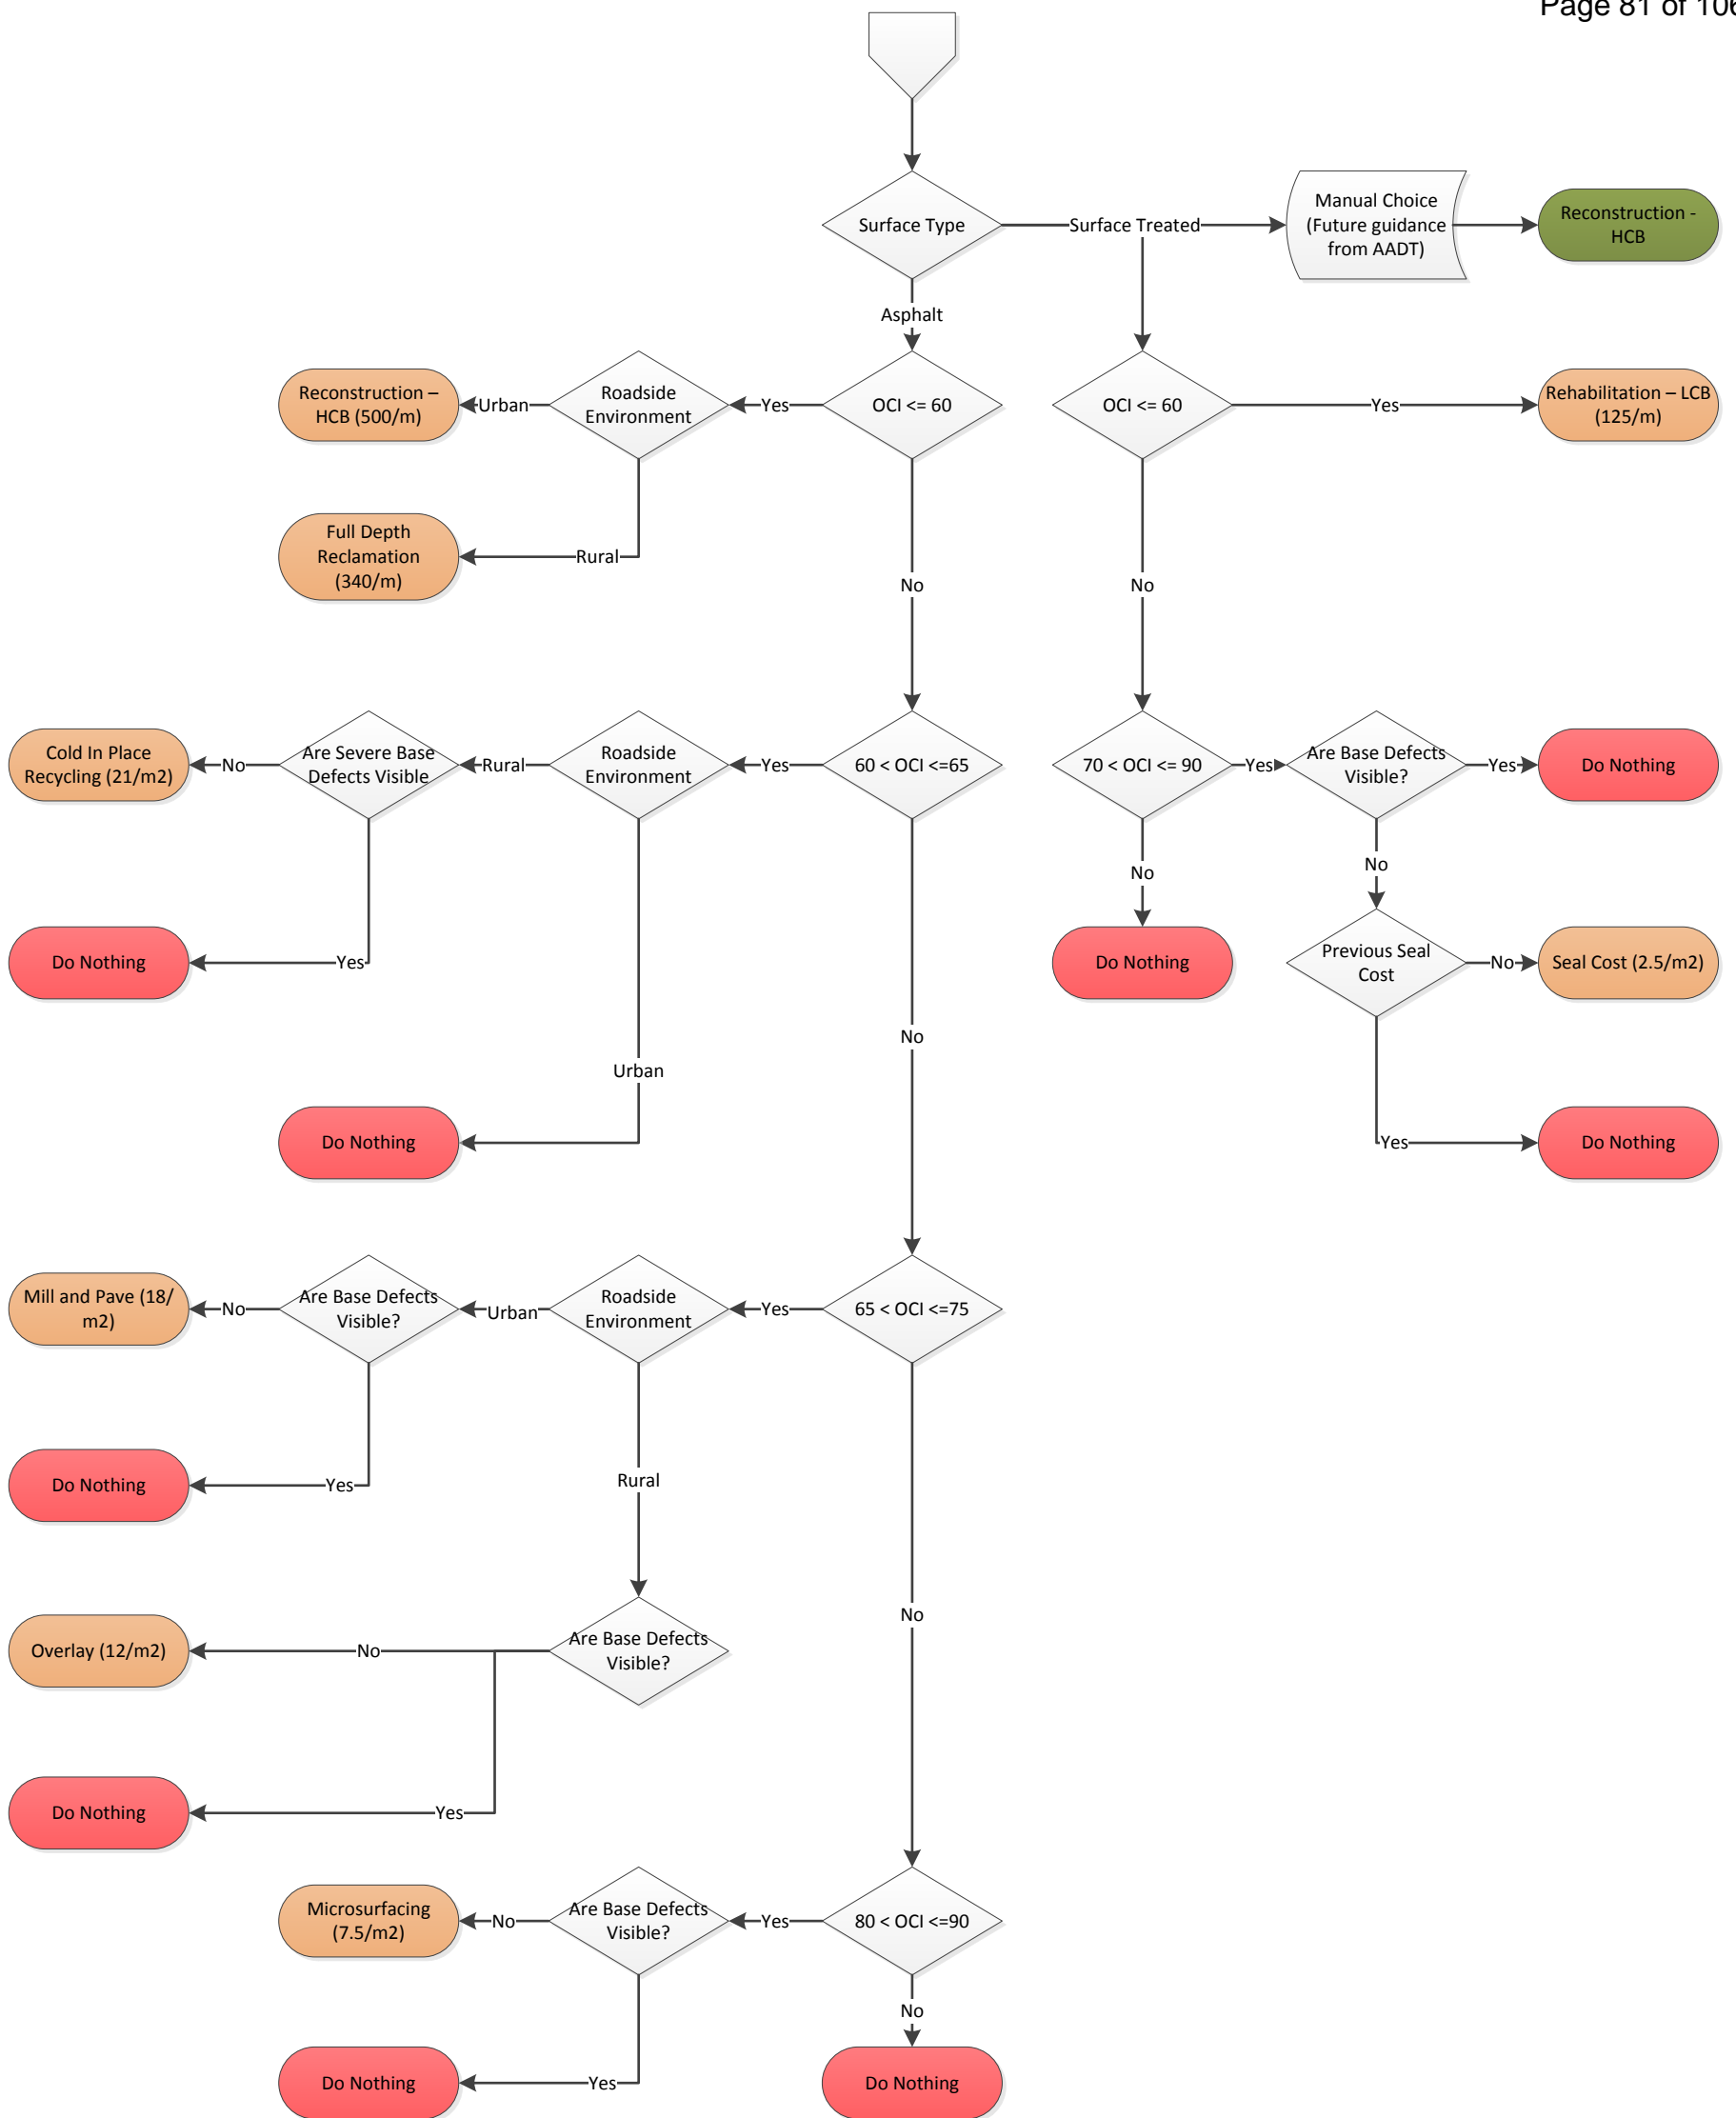 Page 81 of 106
Surface Type
Surface Treated
Manual Choice
(Future guidance
from AADT)
Reconstruction -
HCB
Asphalt
Reconstruction –
HCB (500/m)
Urban
Roadside
Environment
Yes
OCI <= 60
OCI <= 60
Yes
Rehabilitation – LCB
(125/m)
Full Depth
Reclamation
(340/m)
Rural
No
No
Cold In Place
Recycling (21/m2)
No
Are Severe Base
Defects Visible
Rural
Roadside
Environment
Yes
60 < OCI <=65
70 < OCI <= 90
Yes
Are Base Defects
Visible?
Yes
Do Nothing
No
No
Do Nothing
Yes
Do Nothing
Previous Seal
Cost
No
Seal Cost (2.5/m2)
No
Urban
Do Nothing
Yes
Do Nothing
Mill and Pave (18/
m2)
No
Are Base Defects
Visible?
Urban
Roadside
Environment
Yes
65 < OCI <=75
Do Nothing
Yes
Rural
No
Overlay (12/m2)
No
Are Base Defects
Visible?
Do Nothing
Yes
Microsurfacing
(7.5/m2)
No
Are Base Defects
Visible?
Yes
80 < OCI <=90
No
Do Nothing
Yes
Do Nothing